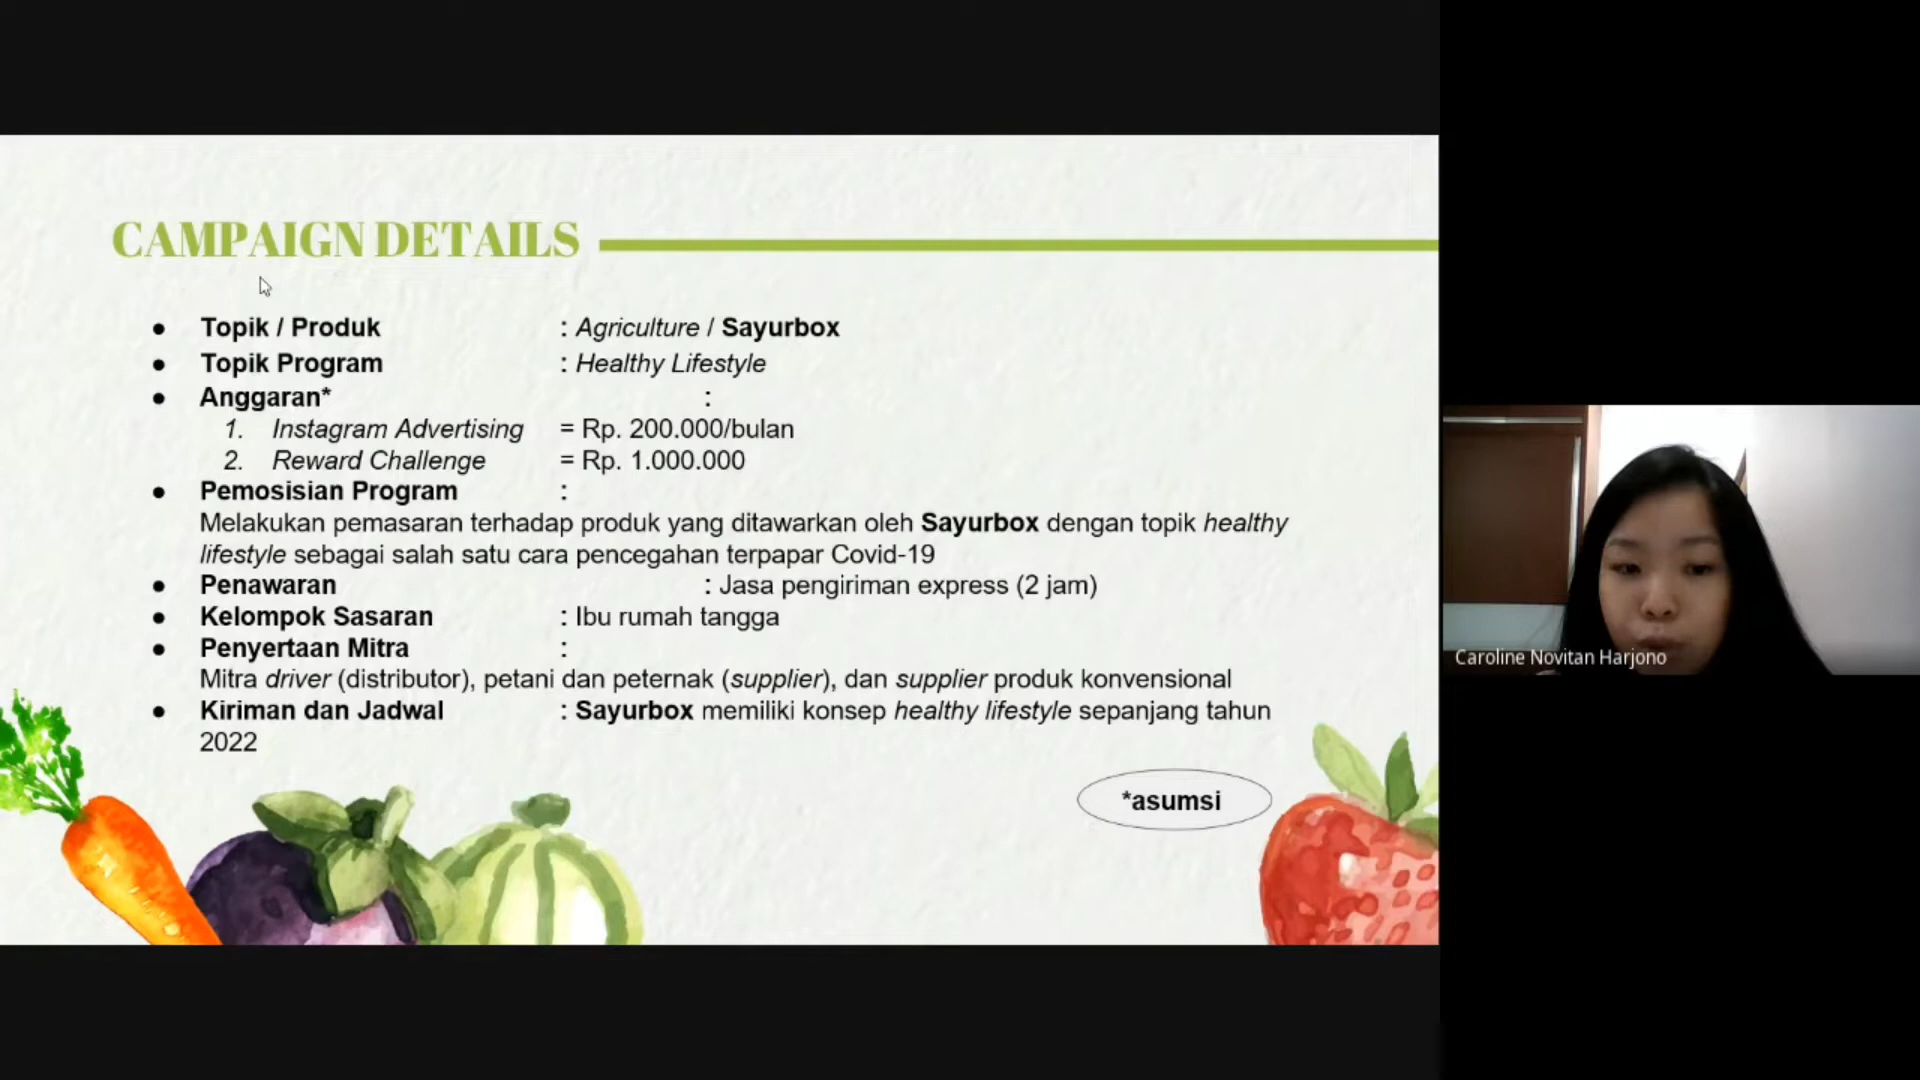 CAMPAIGN DETAILS
● Topik / Produk : Agriculture / Sayurbox
● Topik Program : Healthy Lifestyle
● Anggaran* :
1. Instagram Advertising = Rp. 200.000/bulan
2. Reward Challenge = Rp. 1.000.000
● Pemosisian Program :
Melakukan pemasaran terhadap produk yang ditawarkan oleh Sayurbox dengan topik healthy
lifestyle sebagai salah satu cara pencegahan terpapar Covid-19
● Penawaran : Jasa pengiriman express (2 jam)
● Kelompok Sasaran : Ibu rumah tangga
● Penyertaan Mitra :
Mitra driver (distributor), petani dan peternak (supplier), dan supplier produk konvensional
● Kiriman dan Jadwal : Sayurbox memiliki konsep healthy lifestyle sepanjang tahun
2022
*asumsi
Caroline Novitan Harjono